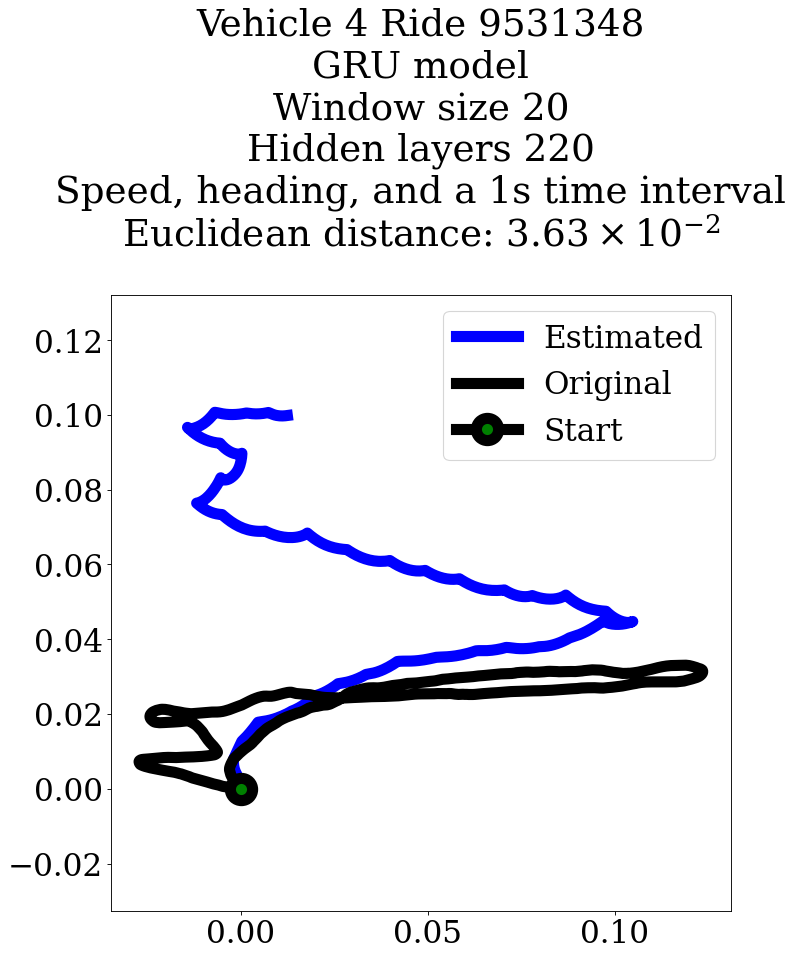 Vehicle 4 Ride 9531348
GRU model
Window size 20
Hidden layers 220
Speed, heading, and a 1s time interval
Euclidean distance: 3.63 × 10⁻²
Estimated
Original
Start
0.12
0.10
0.08
0.06
0.04
0.02
0.00
−0.02
0.00 0.05 0.10